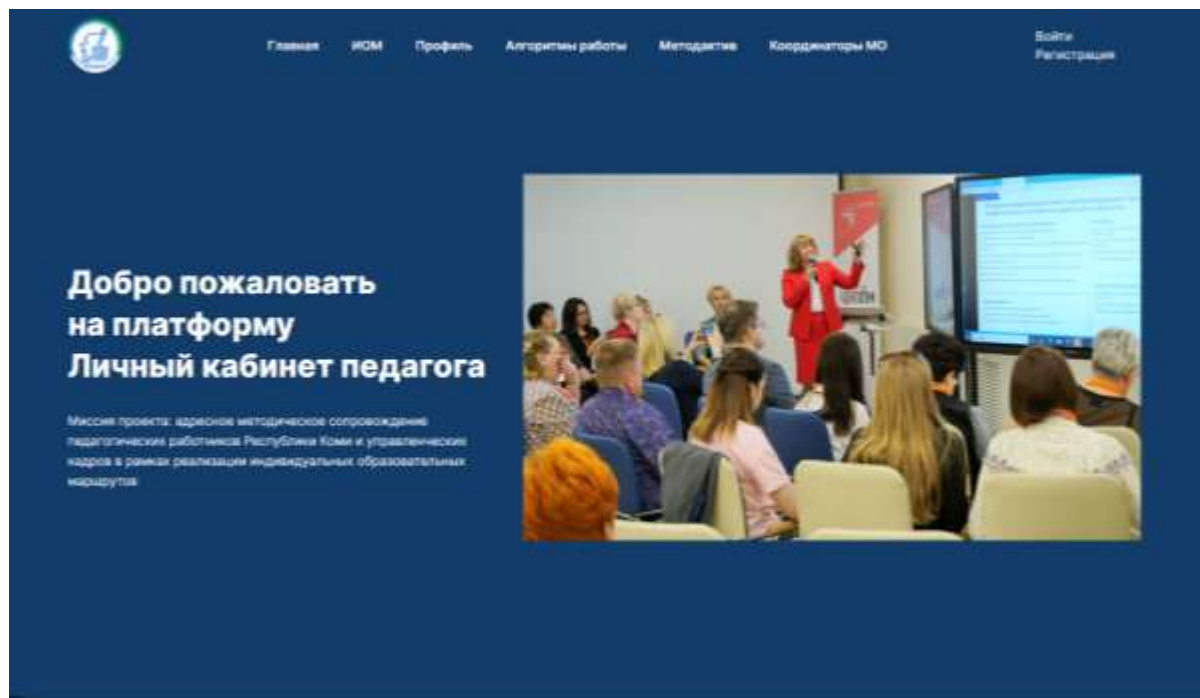 Главная ИОМ Профиль Алгоритмы работы Методактив Координаторы МО
Войти
Регистрация
Добро пожаловать
на платформу
Личный кабинет педагога
Миссия проекта: адресное методическое сопровождение
педагогических работников Республики Коми и управленческих
кадров в рамках реализации индивидуальных образовательных
маршрутов